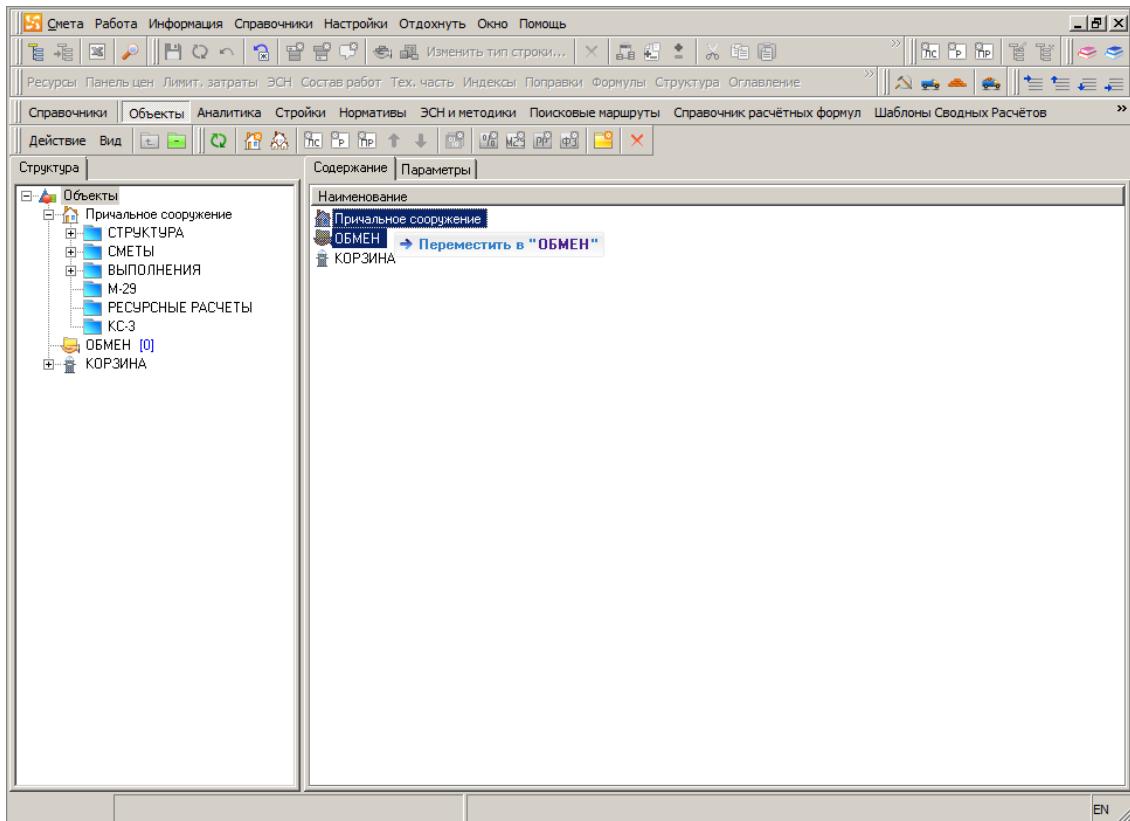 Смета Работа Информация Справочники Настройки Отдохнуть Окно Помощь
Изменить тип строки...
Ресурсы Панель цен Лимит. затраты ЭСН Состав работ Тех. часть Индексы Поправки Формулы Структура Оглавление
Справочники Объекты Аналитика Стройки Нормативы ЭСН и методики Поисковые маршруты Справочник расчётных формул Шаблоны Сводных Расчётов
Действие Вид
Структура
Содержание Параметры
Объекты
Причальное сооружение
СТРУКТУРА
СМЕТЫ
ВЫПОЛНЕНИЯ
М-29
РЕСУРСНЫЕ РАСЧЕТЫ
КС-3
ОБМЕН [0]
КОРЗИНА
Наименование
Причальное сооружение
ОБМЕН
Переместить в "ОБМЕН"
КОРЗИНА
EN